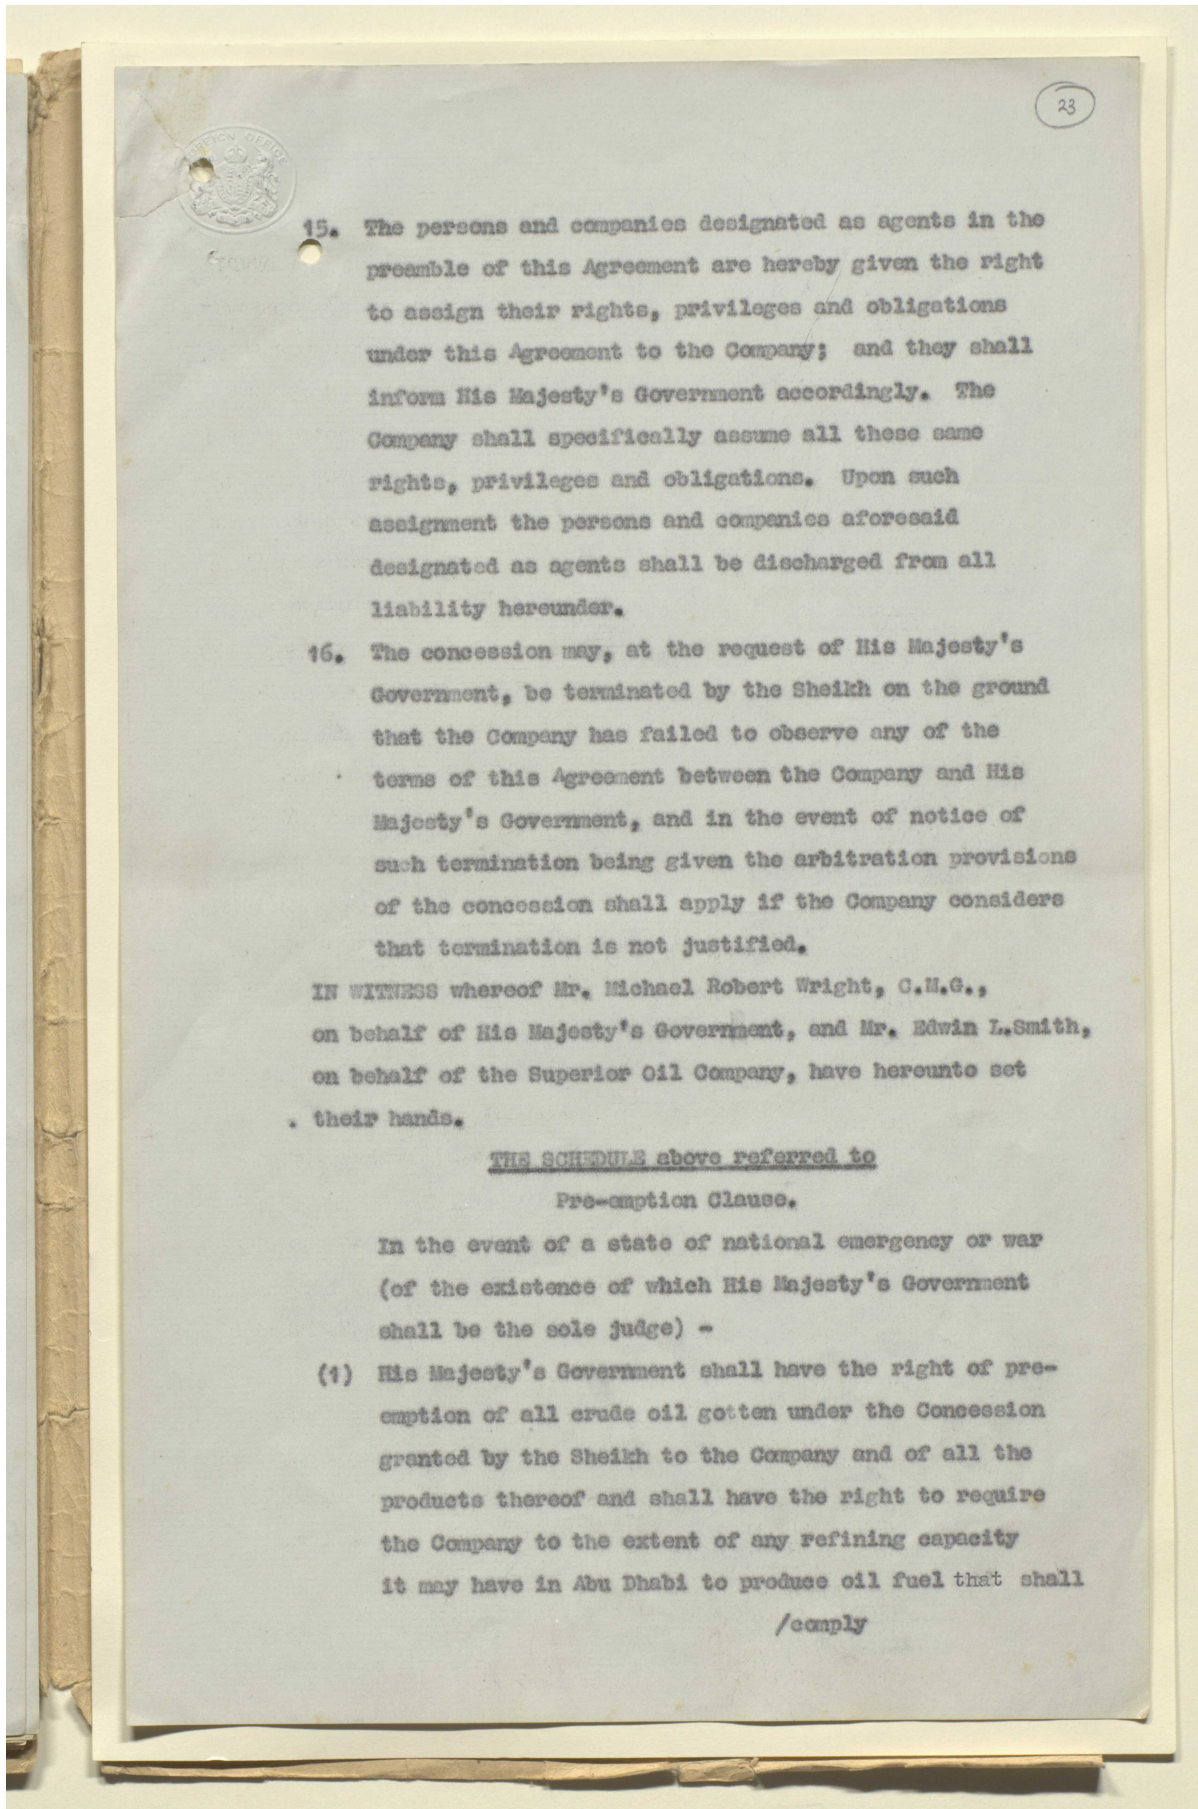 23
FOREIGN OFFICE
15. The persons and companies designated as agents in the
preamble of this Agreement are hereby given the right
to assign their rights, privileges and obligations
under this Agreement to the Company; and they shall
inform His Majesty's Government accordingly. The
Company shall specifically assume all these same
rights, privileges and obligations. Upon such
assignment the persons and companies aforesaid
designated as agents shall be discharged from all
liability hereunder.
16. The concession may, at the request of His Majesty's
Government, be terminated by the Sheikh on the ground
that the Company has failed to observe any of the
terms of this Agreement between the Company and His
Majesty's Government, and in the event of notice of
such termination being given the arbitration provisions
of the concession shall apply if the Company considers
that termination is not justified.
IN WITNESS whereof Mr. Michael Robert Wright, C.M.G.,
on behalf of His Majesty's Government, and Mr. Edwin L.Smith,
on behalf of the Superior Oil Company, have hereunto set
their hands.
THE SCHEDULE above referred to
Pre-emption Clause.
In the event of a state of national emergency or war
(of the existence of which His Majesty's Government
shall be the sole judge) -
(1) His Majesty's Government shall have the right of pre-
emption of all crude oil gotten under the Concession
granted by the Sheikh to the Company and of all the
products thereof and shall have the right to require
the Company to the extent of any refining capacity
it may have in Abu Dhabi to produce oil fuel that shall
/comply